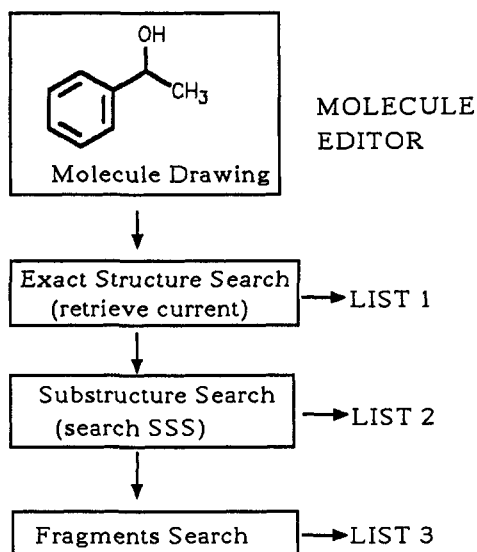 OH
CH3
Molecule Drawing
MOLECULE
EDITOR
Exact Structure Search
(retrieve current)
LIST 1
Substructure Search
(search SSS)
LIST 2
Fragments Search
LIST 3